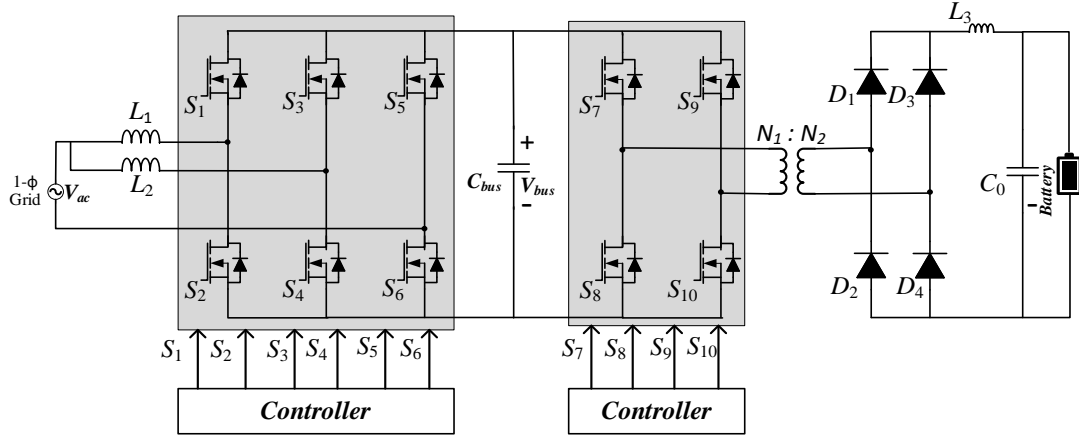 L3
S1
S3
S5
S7
S9
D1
D3
L1
N1 : N2
+
1-ϕ
Grid
Vac
L2
Cbus
Vbus
-
C0
-
Battery
S2
S4
S6
S8
S10
D2
D4
S1
S2
S3
S4
S5
S6
S7
S8
S9
S10
Controller
Controller